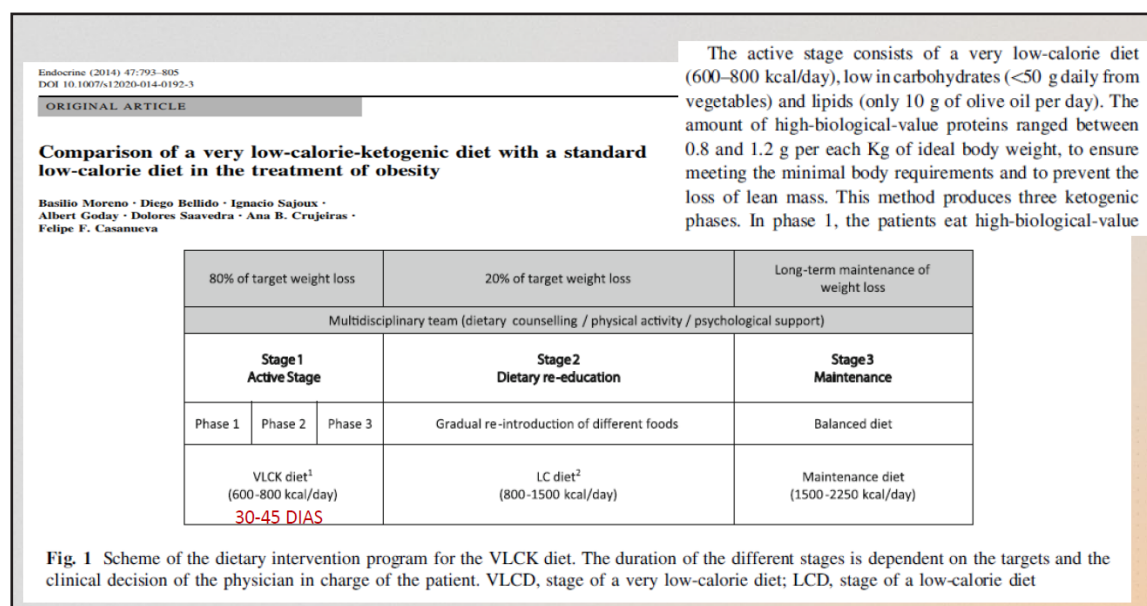 Endocrine (2014) 47:793–805
DOI 10.1007/s12020-014-0192-3
ORIGINAL ARTICLE
Comparison of a very low-calorie-ketogenic diet with a standard
low-calorie diet in the treatment of obesity
Basilio Moreno · Diego Bellido · Ignacio Sajoux ·
Albert Goday · Dolores Saavedra · Ana B. Crujeiras ·
Felipe F. Casanueva
The active stage consists of a very low-calorie diet
(600–800 kcal/day), low in carbohydrates (<50 g daily from
vegetables) and lipids (only 10 g of olive oil per day). The
amount of high-biological-value proteins ranged between
0.8 and 1.2 g per each Kg of ideal body weight, to ensure
meeting the minimal body requirements and to prevent the
loss of lean mass. This method produces three ketogenic
phases. In phase 1, the patients eat high-biological-value
80% of target weight loss
20% of target weight loss
Long-term maintenance of
weight loss
Multidisciplinary team (dietary counselling / physical activity / psychological support)
Stage 1
Active Stage
Stage 2
Dietary re-education
Stage 3
Maintenance
Phase 1
Phase 2
Phase 3
Gradual re-introduction of different foods
Balanced diet
VLCK diet¹
(600-800 kcal/day)
30-45 DIAS
LC diet²
(800-1500 kcal/day)
Maintenance diet
(1500-2250 kcal/day)
Fig. 1 Scheme of the dietary intervention program for the VLCK diet. The duration of the different stages is dependent on the targets and the
clinical decision of the physician in charge of the patient. VLCD, stage of a very low-calorie diet; LCD, stage of a low-calorie diet